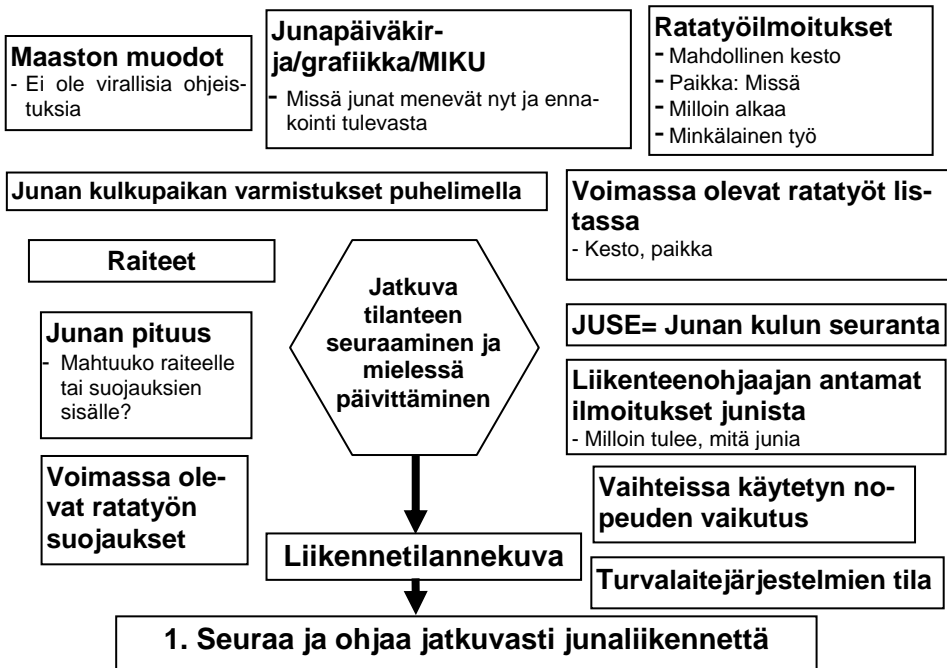 Maaston muodot
- Ei ole virallisia ohjeis-
tuksia
Junapäiväkir-
ja/grafiikka/MIKU
- Missä junat menevät nyt ja enna-
kointi tulevasta
Ratatyöilmoitukset
- Mahdollinen kesto
- Paikka: Missä
- Milloin alkaa
- Minkälainen työ
Junan kulkupaikan varmistukset puhelimella
Voimassa olevat ratatyöt lis-
tassa
- Kesto, paikka
Raiteet
Jatkuva
tilanteen
seuraaminen ja
mielessä
päivittäminen
Junan pituus
- Mahtuuko raiteelle
tai suojauksien
sisälle?
JUSE= Junan kulun seuranta
Liikenteenohjaajan antamat
ilmoitukset junista
- Milloin tulee, mitä junia
Voimassa ole-
vat ratatyön
suojaukset
Vaihteissa käytetyn no-
peuden vaikutus
Liikennetilannekuva
Turvalaitejärjestelmien tila
1. Seuraa ja ohjaa jatkuvasti junaliikennettä